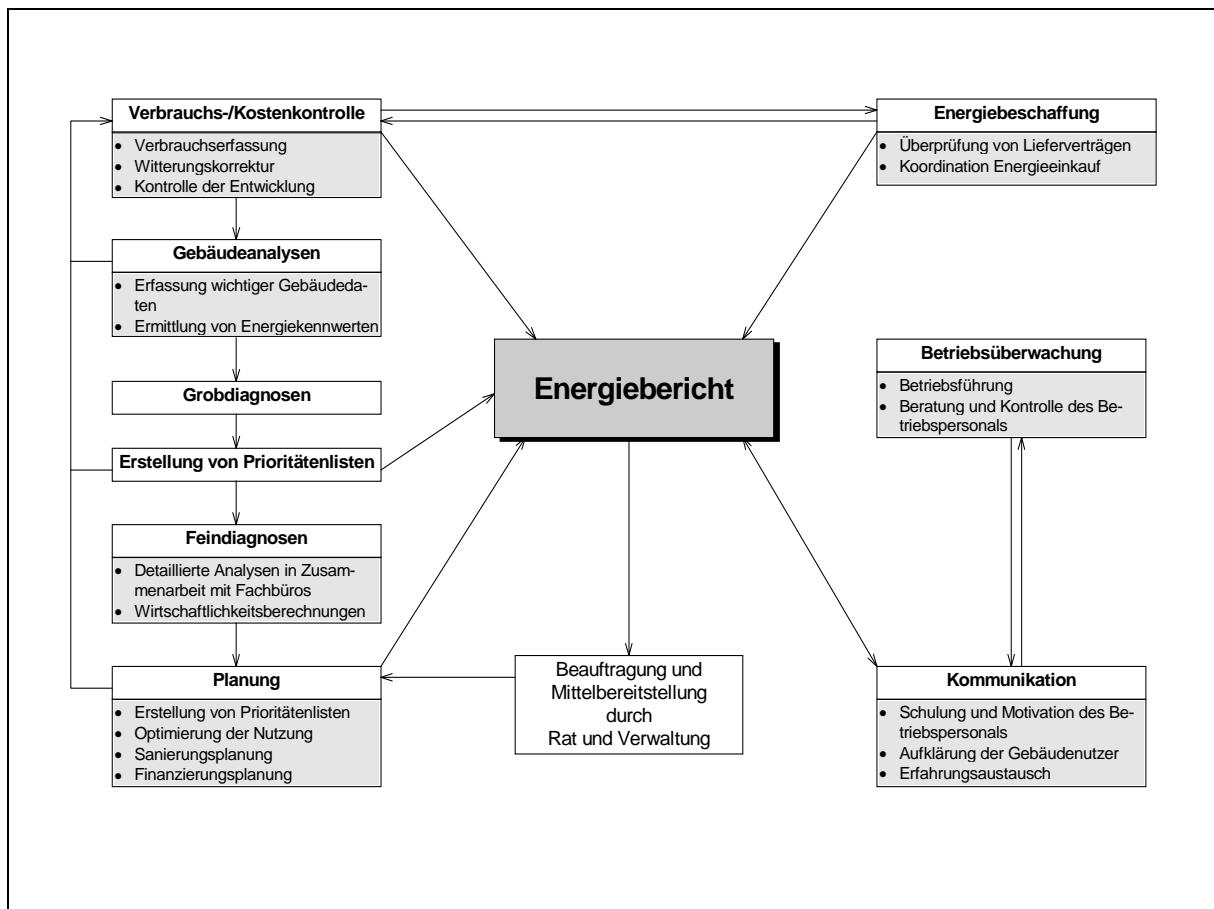 Verbrauchs-/Kostenkontrolle
• Verbrauchserfassung
• Witterungskorrektur
• Kontrolle der Entwicklung
Energiebeschaffung
• Überprüfung von Lieferverträgen
• Koordination Energieeinkauf
Gebäudeanalysen
• Erfassung wichtiger Gebäudeda-
ten
• Ermittlung von Energiekennwerten
Grobdiagnosen
Erstellung von Prioritätenlisten
Feindiagnosen
• Detaillierte Analysen in Zusam-
menarbeit mit Fachbüros
• Wirtschaftlichkeitsberechnungen
Planung
• Erstellung von Prioritätenlisten
• Optimierung der Nutzung
• Sanierungsplanung
• Finanzierungsplanung
Energiebericht
Beauftragung und
Mittelbereitstellung
durch
Rat und Verwaltung
Betriebsüberwachung
• Betriebsführung
• Beratung und Kontrolle des Be-
triebspersonals
Kommunikation
• Schulung und Motivation des Be-
triebspersonals
• Aufklärung der Gebäudenutzer
• Erfahrungsaustausch